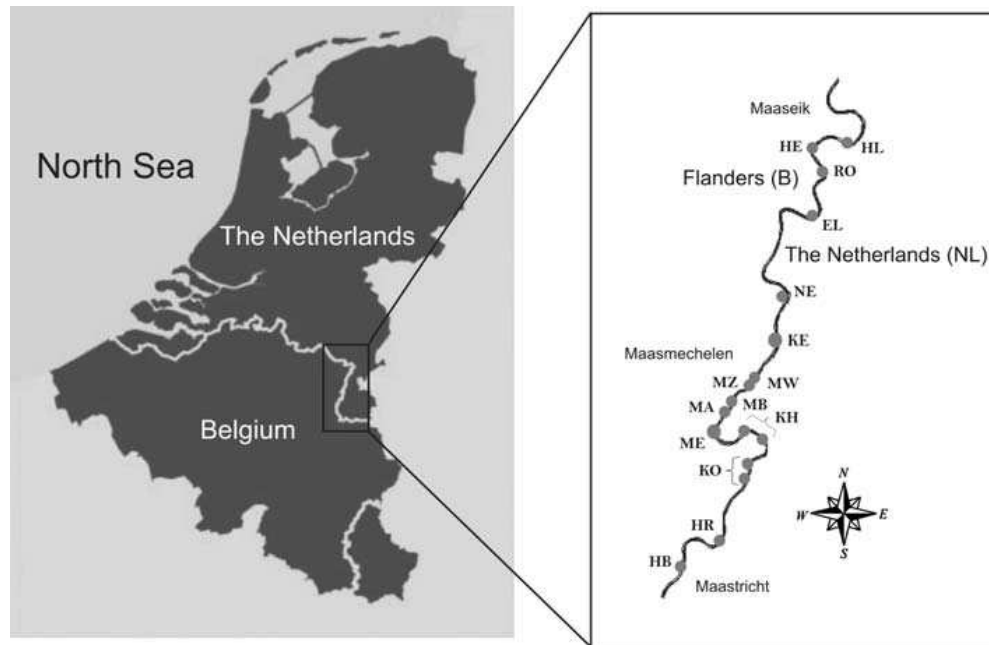 North Sea
The Netherlands
Belgium
Maaseik
HE
HL
RO
Flanders (B)
EL
The Netherlands (NL)
NE
KE
Maasmechelen
MZ
MW
MA
MB
KH
ME
KO
HR
HB
Maastricht
N
W
E
S